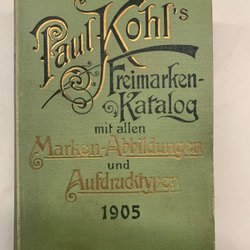 Paul Kohl's
Freimarken-
Katalog
mit allen
Marken-Abbildungen
und
Aufdrucktypen
1905